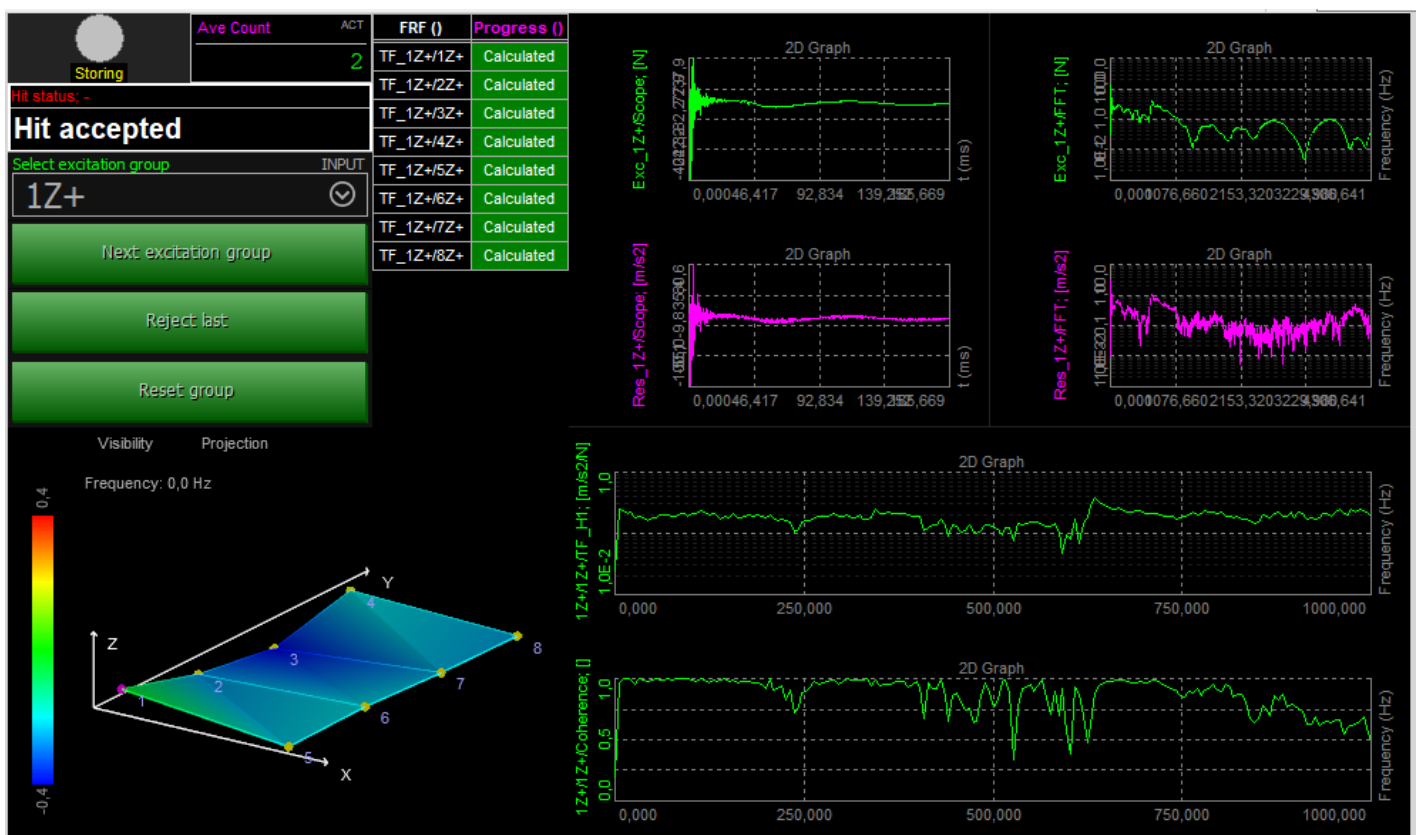 Ave Count ACT
2
Storing
Hit status; -
Hit accepted
Select excitation group INPUT
1Z+
Next excitation group
Reject last
Reset group
FRF () Progress ()
TF_1Z+/1Z+ Calculated
TF_1Z+/2Z+ Calculated
TF_1Z+/3Z+ Calculated
TF_1Z+/4Z+ Calculated
TF_1Z+/5Z+ Calculated
TF_1Z+/6Z+ Calculated
TF_1Z+/7Z+ Calculated
TF_1Z+/8Z+ Calculated
2D Graph
Exc_1Z+/Scope; [N]
t (ms)
92,834
2D Graph
Exc_1Z+/FFT; [N]
Frequency (Hz)
2D Graph
Res_1Z+/Scope; [m/s2]
t (ms)
92,834
2D Graph
Res_1Z+/FFT; [m/s2]
Frequency (Hz)
Visibility Projection
Frequency: 0,0 Hz
0,4
-0,4
Z
Y
X
1
2
3
4
5
6
7
8
2D Graph
1Z+/1Z+/TF_H1; [m/s2/N]
1,0
1,0E-2
Frequency (Hz)
0,000 250,000 500,000 750,000 1000,000
2D Graph
1Z+/1Z+/Coherence; []
1,0
0,5
0,0
Frequency (Hz)
0,000 250,000 500,000 750,000 1000,000